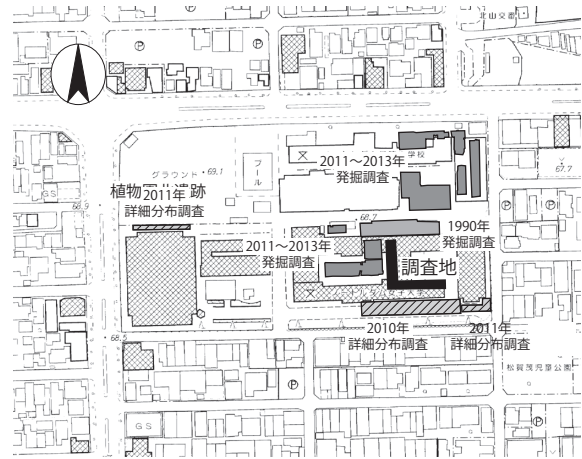 北山交番
P
P
学校
2011～2013年
発掘調査
グラウンド
69.1
プール
植物園北遺跡
2011年
詳細分布調査
GS
68.9
67.7
68.7
1990年
発掘調査
2011～2013年
発掘調査
調査地
2010年
詳細分布調査
2011年
詳細分布調査
松賀茂児童公園
P
GS
P